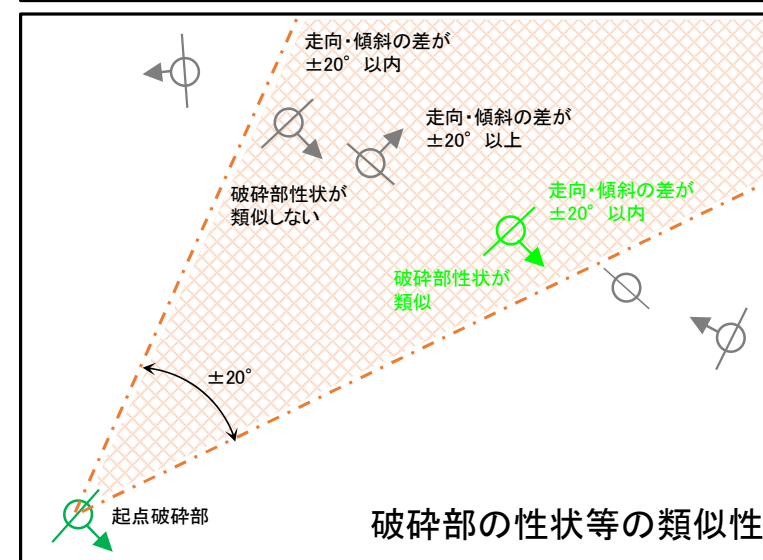 走向・傾斜の差が
±20°以内
走向・傾斜の差が
±20°以上
破砕部性状が
類似しない
走向・傾斜の差が
±20°以内
破砕部性状が
類似
±20°
起点破砕部
破砕部の性状等の類似性